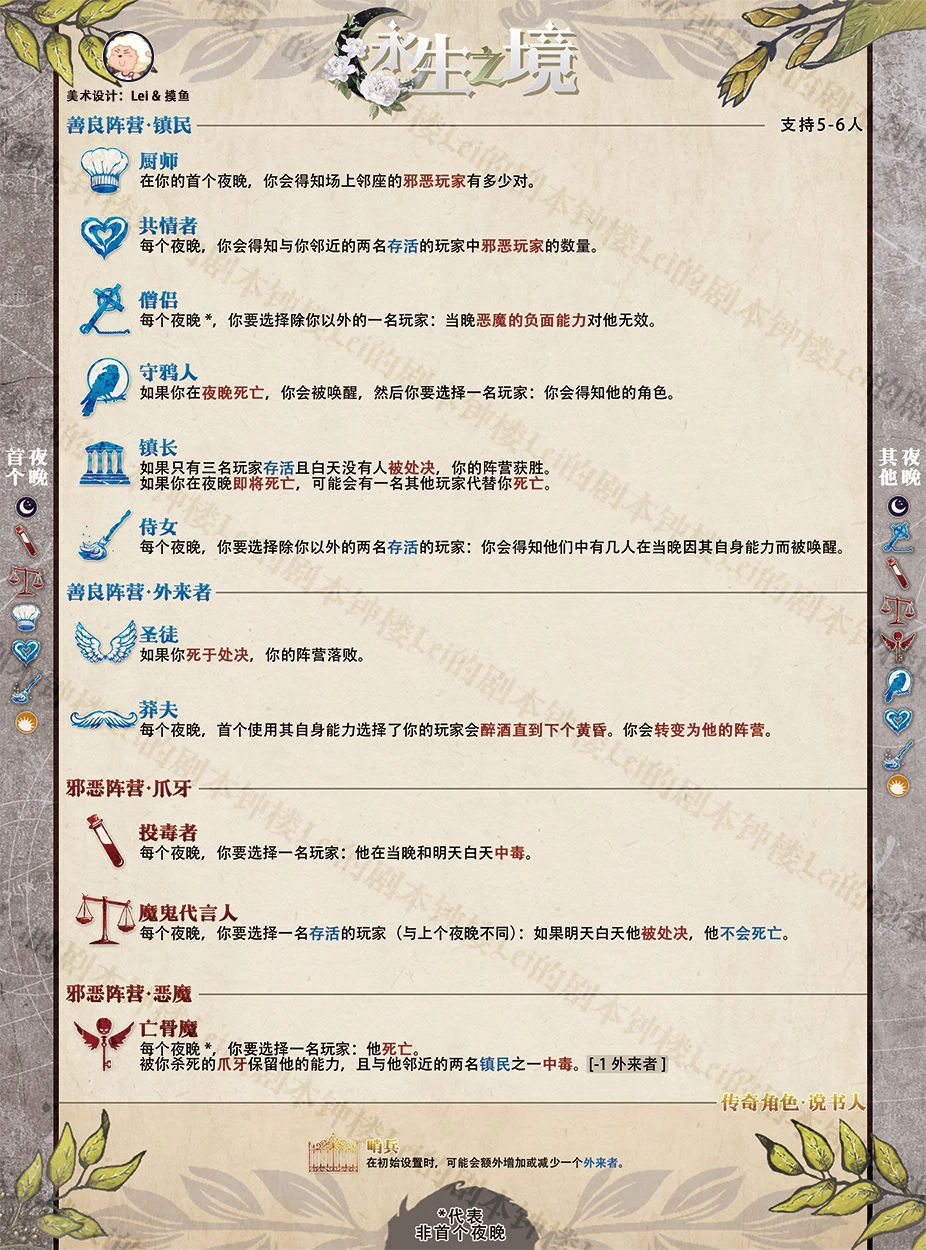 永生之境
美术设计：Lei & 摸鱼
善良阵营·镇民
支持5-6人
厨师
在你的首个夜晚，你会得知场上邻座的邪恶玩家有多少对。
共情者
每个夜晚，你会得知与你邻近的两名存活的玩家中邪恶玩家的数量。
僧侣
每个夜晚*，你要选择除你以外的一名玩家：当晚恶魔的负面能力对他无效。
守鸦人
如果你在夜晚死亡，你会被唤醒，然后你要选择一名玩家：你会得知他的角色。
镇长
如果只有三名玩家存活且白天没有人被处决，你的阵营获胜。
如果你在夜晚即将死亡，可能会有一名其他玩家代替你死亡。
首个
夜晚
其他
夜晚
侍女
每个夜晚，你要选择除你以外的两名存活的玩家：你会得知他们中有几人在当晚因其自身能力而被唤醒。
善良阵营·外来者
圣徒
如果你死于处决，你的阵营落败。
莽夫
每个夜晚，首个使用其自身能力选择了你的玩家会醉酒直到下个黄昏。你会转变为他的阵营。
邪恶阵营·爪牙
投毒者
每个夜晚，你要选择一名玩家：他在当晚和明天白天中毒。
魔鬼代言人
每个夜晚，你要选择一名存活的玩家（与上个夜晚不同）：如果明天白天他被处决，他不会死亡。
邪恶阵营·恶魔
亡骨魔
每个夜晚*，你要选择一名玩家：他死亡。
被你杀死的爪牙保留他的能力，且与他邻近的两名镇民之一中毒。[-1 外来者]
传奇角色·说书人
哨兵
在初始设置时，可能会额外增加或减少一个外来者。
*代表
非首个夜晚
钟楼Lei的剧本